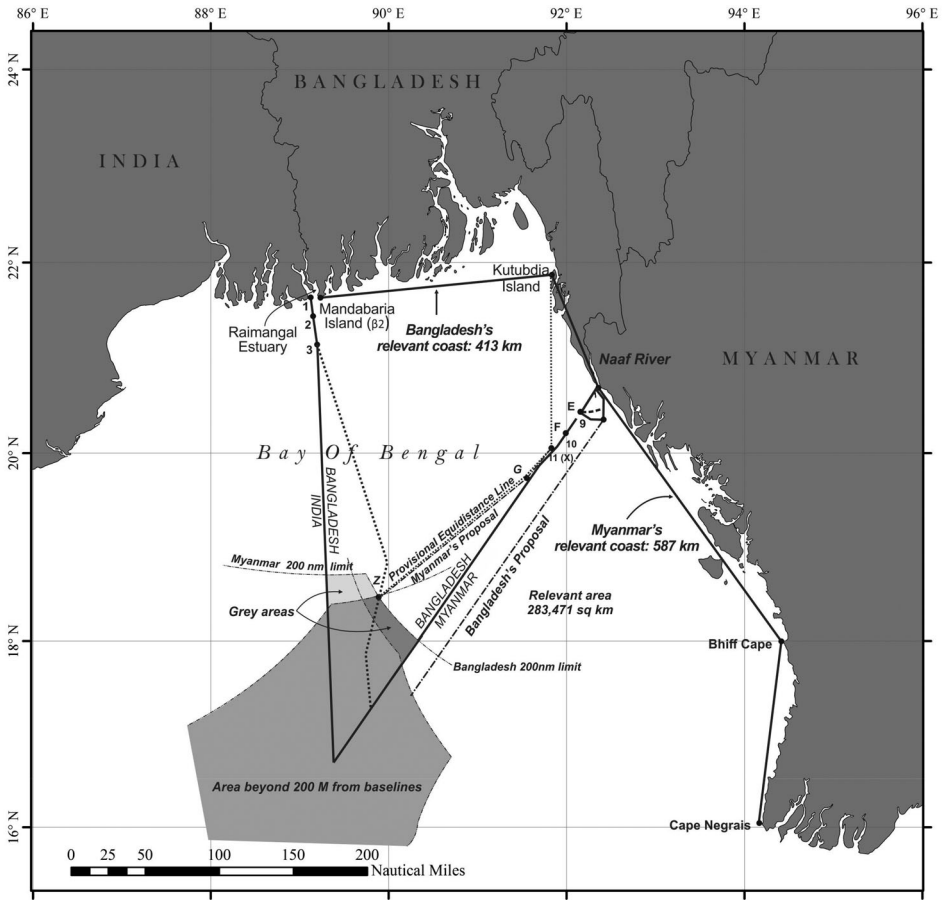 86° E
88° E
90° E
92° E
94° E
96° E
24° N
22° N
20° N
18° N
16° N
BANGLADESH
INDIA
MYANMAR
Kutubdia
Island
1
2
3
Mandabaria
Island (β2)
Raimangal
Estuary
Bangladesh's
relevant coast: 413 km
Naaf River
E
9
F
10
11 (X)
G
Bay Of Bengal
BANGLADESH
INDIA
Provisional Equidistance Line
Myanmar's Proposal
BANGLADESH
MYANMAR
Bangladesh's Proposal
Myanmar's
relevant coast: 587 km
Myanmar 200 nm limit
Z
Grey areas
Relevant area
283,471 sq km
Bangladesh 200nm limit
Bhiff Cape
Area beyond 200 M from baselines
Cape Negrais
0 25 50 100 150 200
Nautical Miles